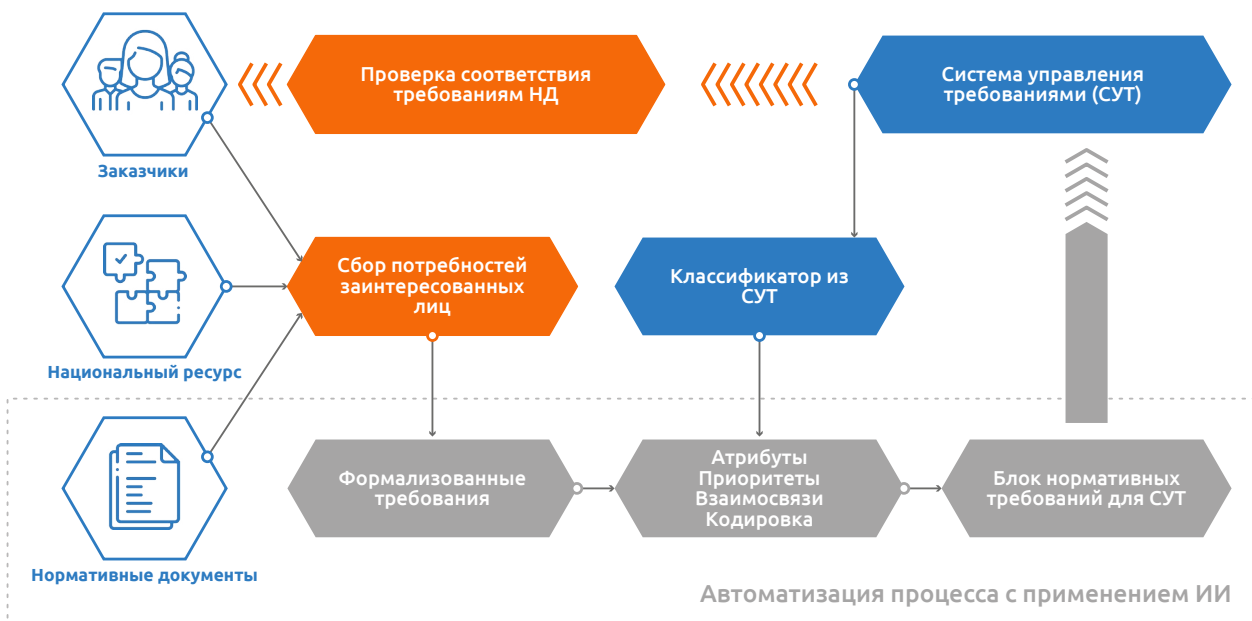 Проверка соответствия
требованиям НД
Система управления
требованиями (СУТ)
Заказчики
Сбор потребностей
заинтересованных
лиц
Классификатор из
СУТ
Национальный ресурс
Формализованные
требования
Атрибуты
Приоритеты
Взаимосвязи
Кодировка
Блок нормативных
требований для СУТ
Нормативные документы
Автоматизация процесса с применением ИИ